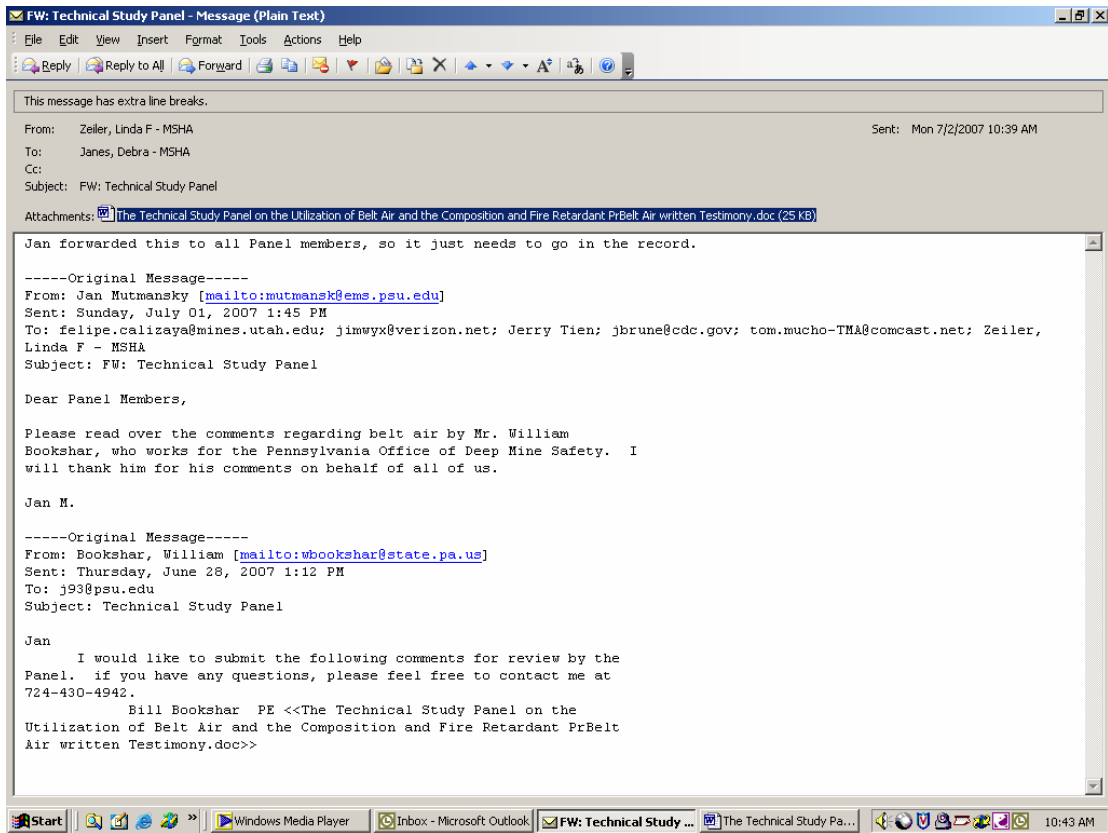 FW: Technical Study Panel - Message (Plain Text)
File Edit View Insert Format Tools Actions Help
Reply Reply to All Forward
This message has extra line breaks.
From: Zeiler, Linda F - MSHA Sent: Mon 7/2/2007 10:39 AM
To: Janes, Debra - MSHA
Cc:
Subject: FW: Technical Study Panel
Attachments: The Technical Study Panel on the Utilization of Belt Air and the Composition and Fire Retardant PrBelt Air written Testimony.doc (25 KB)
Jan forwarded this to all Panel members, so it just needs to go in the record.
-----Original Message-----
From: Jan Mutmansky [mailto:mutmansk@ems.psu.edu]
Sent: Sunday, July 01, 2007 1:45 PM
To: felipe.calizaya@mines.utah.edu; jimwyx@verizon.net; Jerry Tien; jbrune@cdc.gov; tom.mucho-TMA@comcast.net; Zeiler,
Linda F - MSHA
Subject: FW: Technical Study Panel
Dear Panel Members,
Please read over the comments regarding belt air by Mr. William
Bookshar, who works for the Pennsylvania Office of Deep Mine Safety. I
will thank him for his comments on behalf of all of us.
Jan M.
-----Original Message-----
From: Bookshar, William [mailto:wbookshar@state.pa.us]
Sent: Thursday, June 28, 2007 1:12 PM
To: j93@psu.edu
Subject: Technical Study Panel
Jan
I would like to submit the following comments for review by the
Panel. if you have any questions, please feel free to contact me at
724-430-4942.
Bill Bookshar PE <<The Technical Study Panel on the
Utilization of Belt Air and the Composition and Fire Retardant PrBelt
Air written Testimony.doc>>
Start Windows Media Player Inbox - Microsoft Outlook FW: Technical Study ... The Technical Study Pa... 10:43 AM